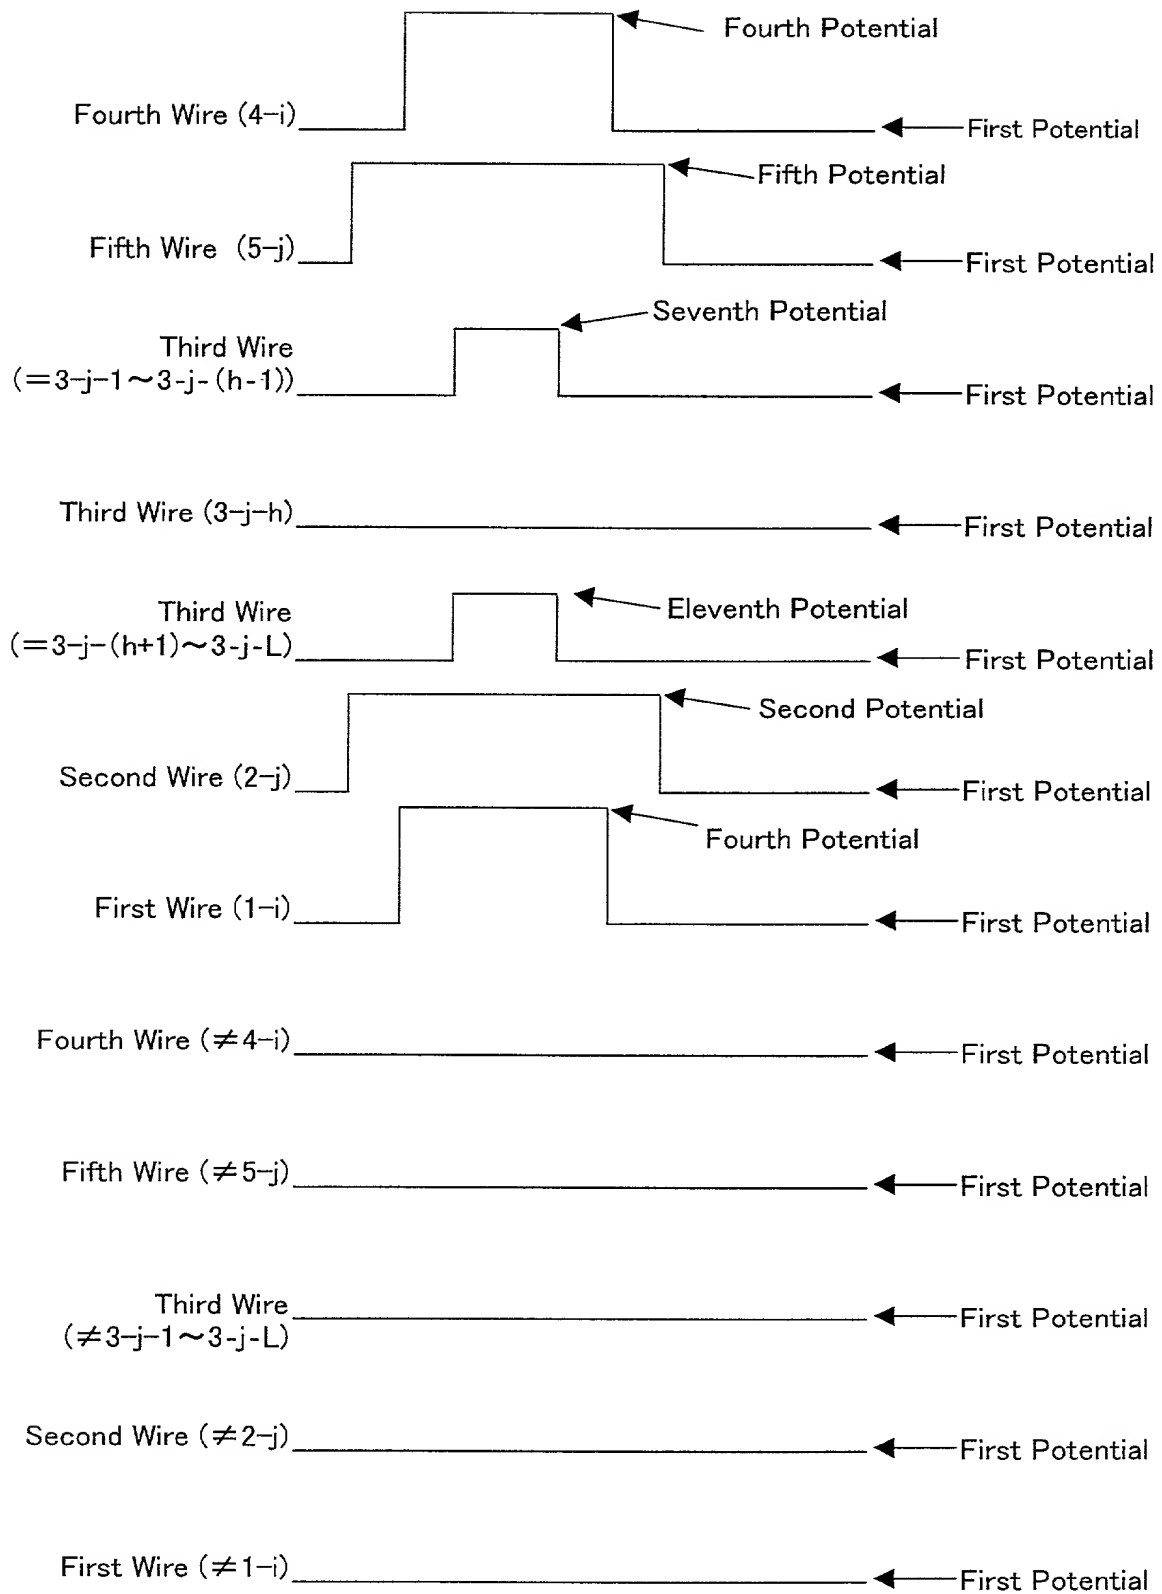 Fourth Potential
Fourth Wire (4-i)
First Potential
Fifth Potential
Fifth Wire (5-j)
First Potential
Seventh Potential
Third Wire
(=3-j-1~3-j-(h-1))
First Potential
Third Wire (3-j-h)
First Potential
Third Wire
(=3-j-(h+1)~3-j-L)
Eleventh Potential
First Potential
Second Potential
Second Wire (2-j)
First Potential
Fourth Potential
First Wire (1-i)
First Potential
Fourth Wire (≠4-i)
First Potential
Fifth Wire (≠5-j)
First Potential
Third Wire
(≠3-j-1~3-j-L)
First Potential
Second Wire (≠2-j)
First Potential
First Wire (≠1-i)
First Potential